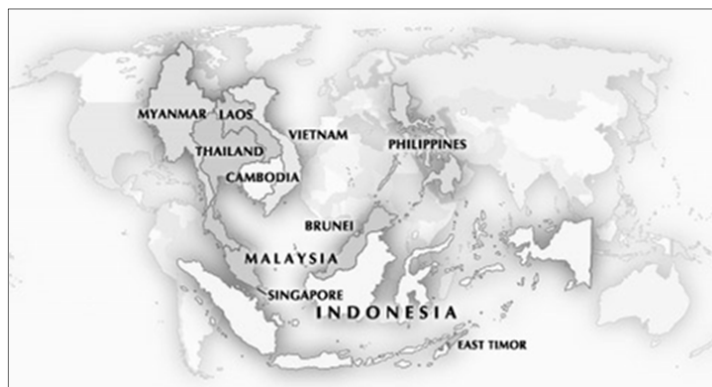 MYANMAR
LAOS
VIETNAM
THAILAND
PHILIPPINES
CAMBODIA
BRUNEI
MALAYSIA
SINGAPORE
INDONESIA
EAST TIMOR